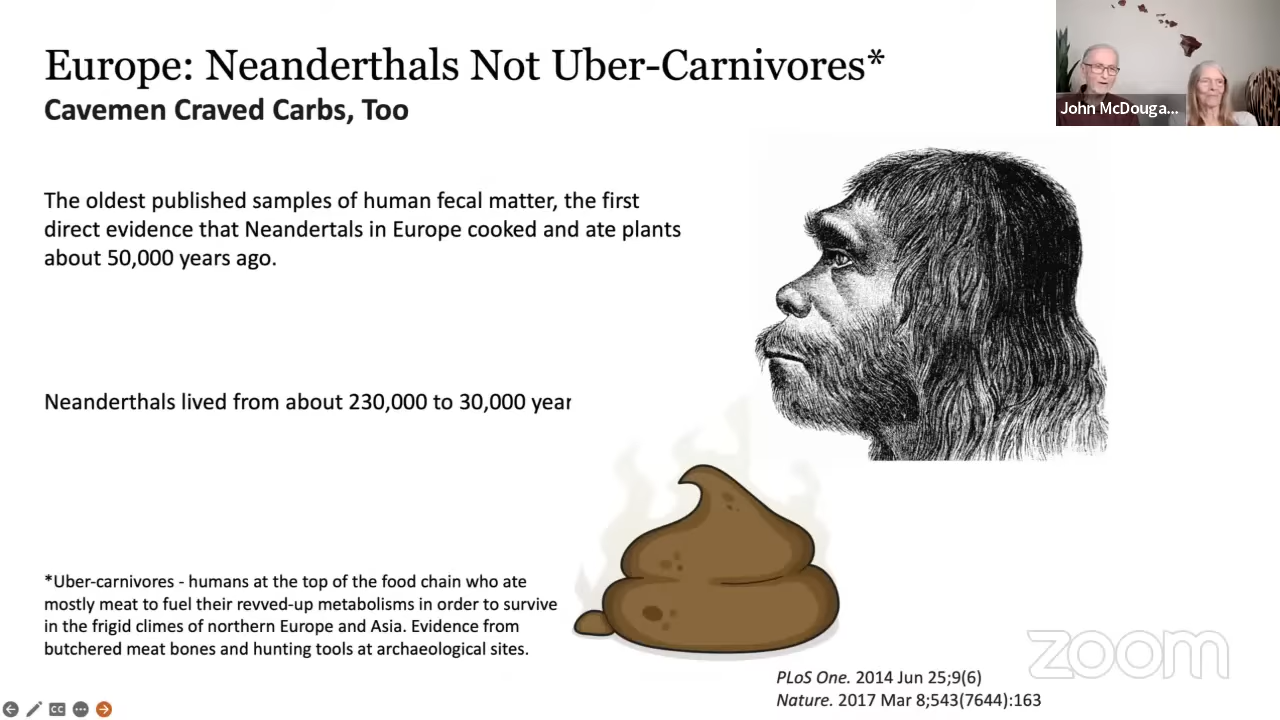 Europe: Neanderthals Not Uber-Carnivores*
Cavemen Craved Carbs, Too
John McDouga...
The oldest published samples of human fecal matter, the first
direct evidence that Neandertals in Europe cooked and ate plants
about 50,000 years ago.
Neanderthals lived from about 230,000 to 30,000 year
*Uber-carnivores - humans at the top of the food chain who ate
mostly meat to fuel their revved-up metabolisms in order to survive
in the frigid climes of northern Europe and Asia. Evidence from
butchered meat bones and hunting tools at archaeological sites.
zoom
PLoS One. 2014 Jun 25;9(6)
Nature. 2017 Mar 8;543(7644):163
CC